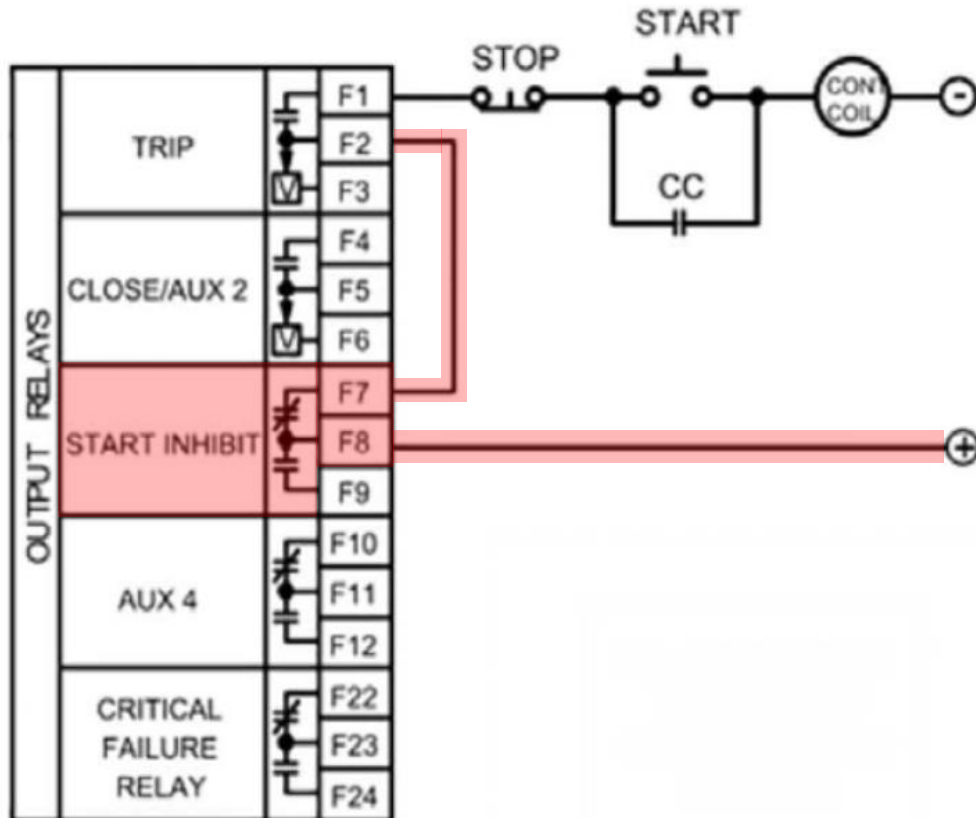 START
STOP
CONT
COIL
-
CC
+
OUTPUT RELAYS
TRIP
F1
F2
F3
V
CLOSE/AUX 2
F4
F5
F6
V
START INHIBIT
F7
F8
F9
AUX 4
F10
F11
F12
CRITICAL
FAILURE
RELAY
F22
F23
F24